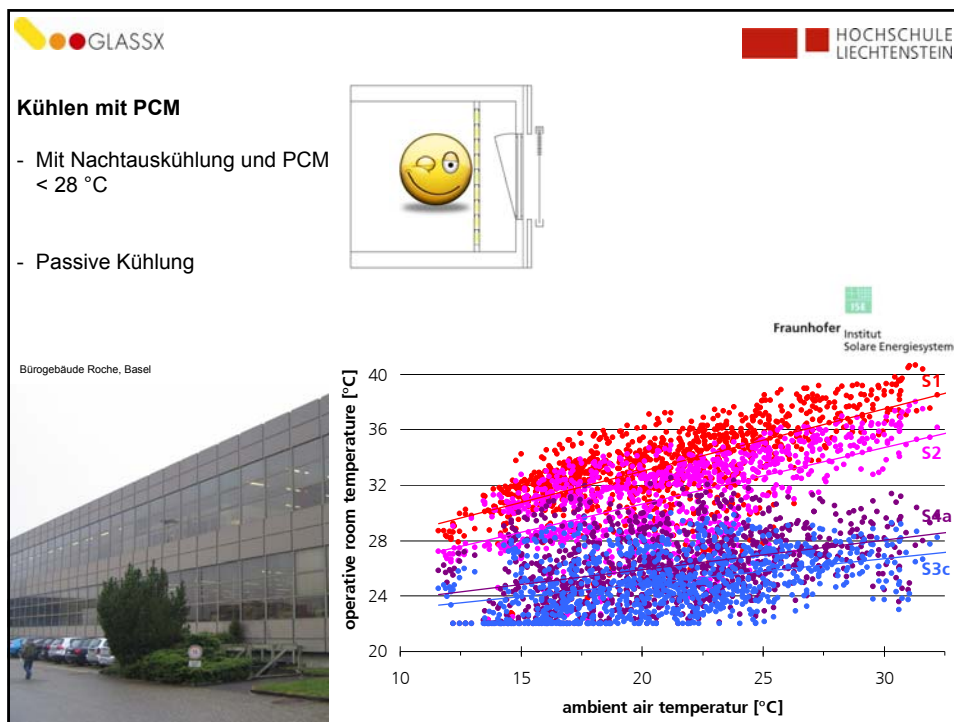 GLASSX
HOCHSCHULE
LIECHTENSTEIN
Kühlen mit PCM
- Mit Nachtauskühlung und PCM
< 28 °C
- Passive Kühlung
ISE
Fraunhofer Institut
Solare Energiesystem
Bürogebäude Roche, Basel
operative room temperature [°C]
40
36
32
28
24
20
S1
S2
S4a
S3c
10
15
20
25
30
ambient air temperatur [°C]